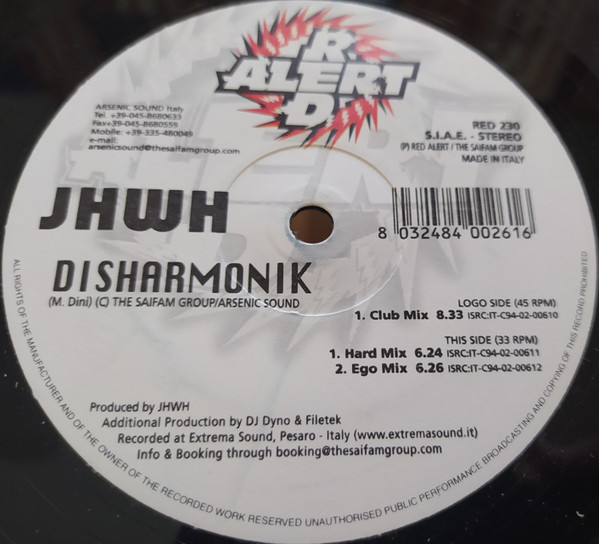 RED
ALERT
ARSENIC SOUND Italy
Tel. +39-045-8680633
Fax+39-045-8680555
Mobile: +39-335-480049
e-mail:
arsenicsound@thesaifamgroup.com
RED 230
S.I.A.E. - STEREO
(P) RED ALERT / THE SAIFAM GROUP
MADE IN ITALY
JHWH
8 032484 002616
DISHARMONIK
(M. Dini) (C) THE SAIFAM GROUP/ARSENIC SOUND
LOGO SIDE (45 RPM)
1. Club Mix 8.33 ISRC:IT-C94-02-00610
THIS SIDE (33 RPM)
1. Hard Mix 6.24 ISRC:IT-C94-02-00611
2. Ego Mix 6.26 ISRC:IT-C94-02-00612
Produced by JHWH
Additional Production by DJ Dyno & Filetek
Recorded at Extrema Sound, Pesaro - Italy (www.extremasound.it)
Info & Booking through booking@thesaifamgroup.com
ALL RIGHTS OF THE MANUFACTURER AND OF THE OWNER OF THE RECORDED WORK RESERVED UNAUTHORISED PUBLIC PERFORMANCE BROADCASTING AND COPYING OF THIS RECORD PROHIBITED